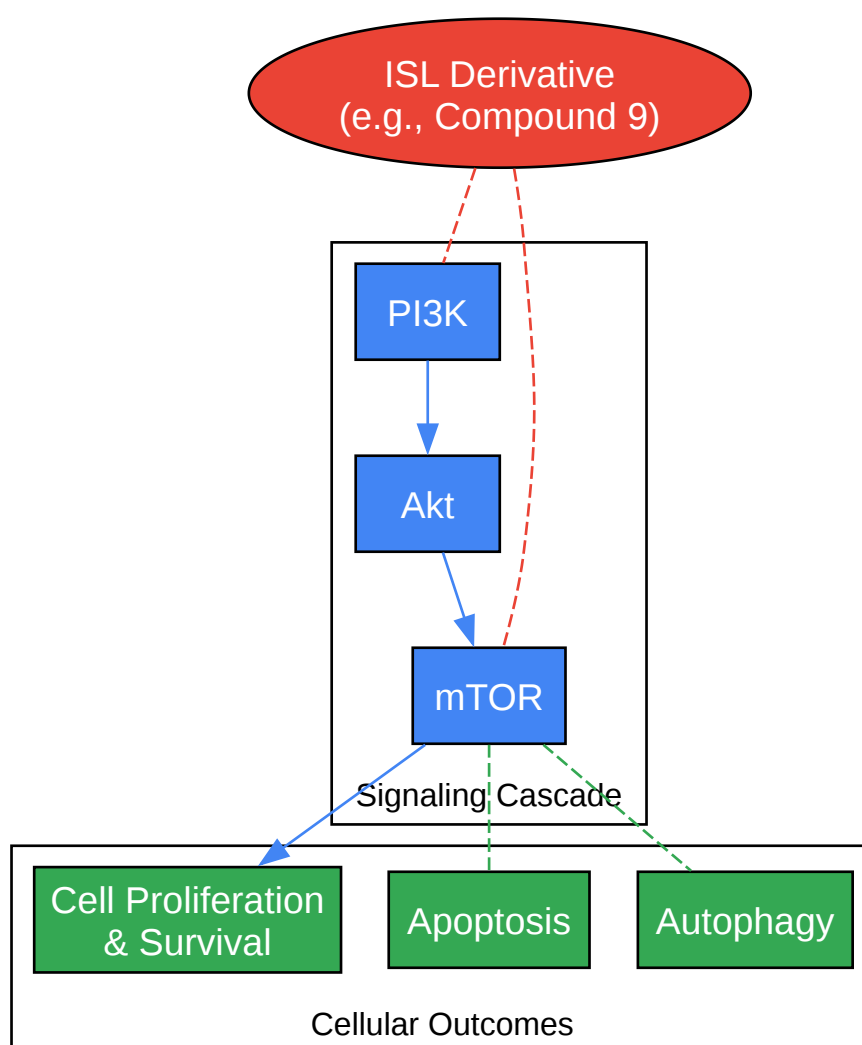 ISL Derivative
(e.g., Compound 9)
PI3K
Akt
mTOR
Signaling Cascade
Cell Proliferation
& Survival
Apoptosis
Autophagy
Cellular Outcomes